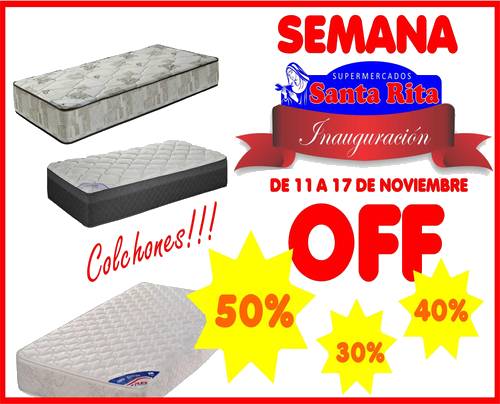 SEMANA
SUPERMERCADOS
Santa Rita
Inauguración
DE 11 A 17 DE NOVIEMBRE
OFF
Colchones!!!
50%
40%
30%